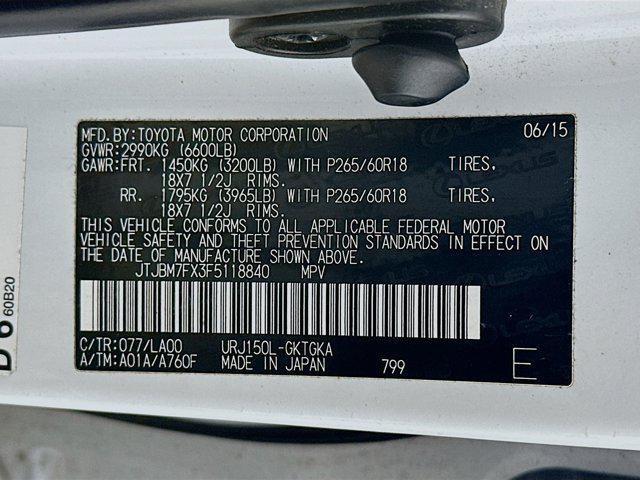 MFD.BY:TOYOTA MOTOR CORPORATION 06/15
GVWR:2990KG (6600LB)
GAWR:FRT. 1450KG (3200LB) WITH P265/60R18 TIRES,
18X7 1/2J RIMS.
RR. 1795KG (3965LB) WITH P265/60R18 TIRES,
18X7 1/2J RIMS.
THIS VEHICLE CONFORMS TO ALL APPLICABLE FEDERAL MOTOR
VEHICLE SAFETY AND THEFT PREVENTION STANDARDS IN EFFECT ON
THE DATE OF MANUFACTURE SHOWN ABOVE.
JTJBM7FX3F5118840 MPV
C/TR:077/LA00 URJ150L-GKTGKA
A/TM:A01A/A760F MADE IN JAPAN 799 E
D 6 60B20